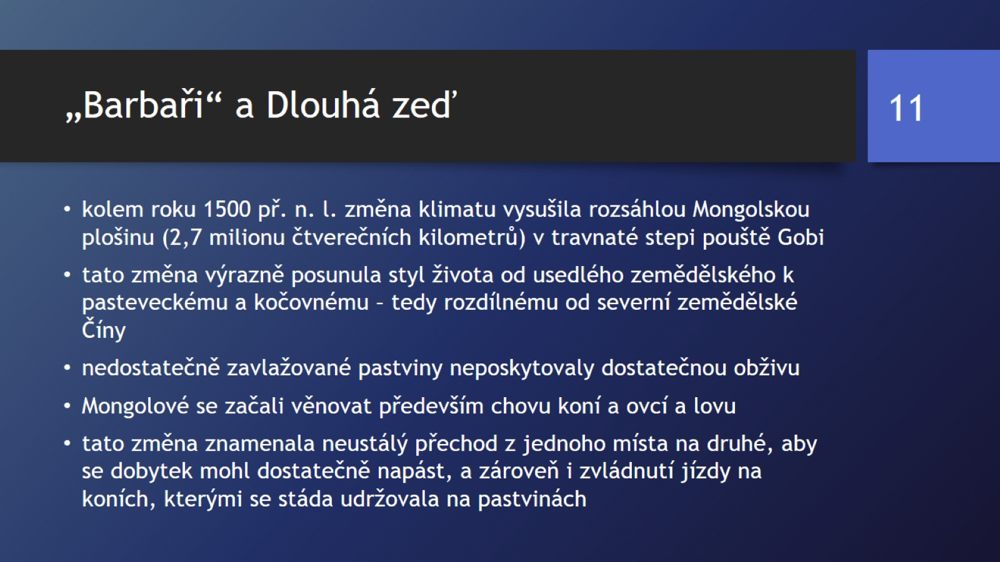 „Barbaři“ a Dlouhá zeď
11
• kolem roku 1500 př. n. l. změna klimatu vysušila rozsáhlou Mongolskou
plošinu (2,7 milionu čtverečních kilometrů) v travnaté stepi pouště Gobi
• tato změna výrazně posunula styl života od usedlého zemědělského k
pasteveckému a kočovnému – tedy rozdílnému od severní zemědělské
Číny
• nedostatečně zavlažované pastviny neposkytovaly dostatečnou obživu
• Mongolové se začali věnovat především chovu koní a ovcí a lovu
• tato změna znamenala neustálý přechod z jednoho místa na druhé, aby
se dobytek mohl dostatečně napást, a zároveň i zvládnutí jízdy na
koních, kterými se stáda udržovala na pastvinách